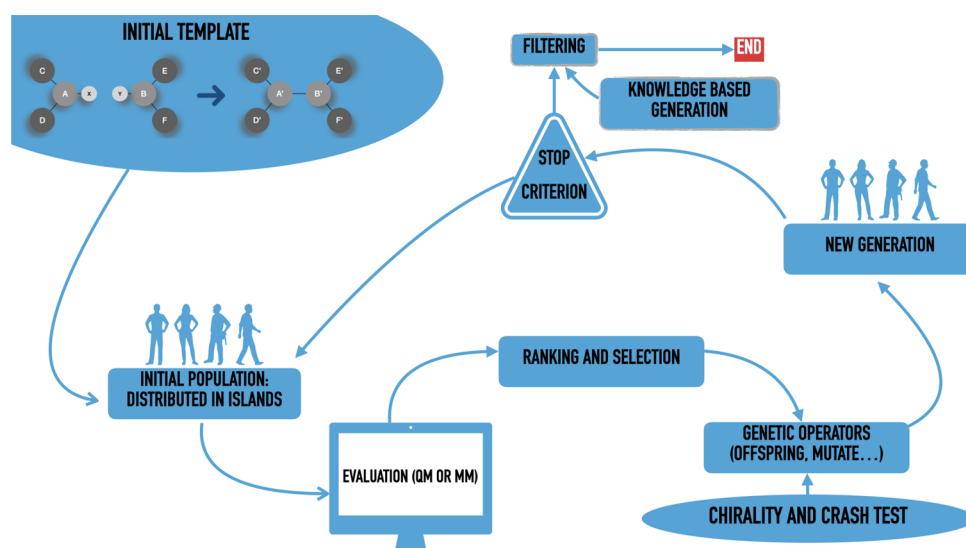 INITIAL TEMPLATE
C E C' E'
A X Y B A' B'
D F D' F'
FILTERING
END
KNOWLEDGE BASED
GENERATION
STOP
CRITERION
NEW GENERATION
INITIAL POPULATION:
DISTRIBUTED IN ISLANDS
RANKING AND SELECTION
EVALUATION (QM OR MM)
GENETIC OPERATORS
(OFFSPRING, MUTATE...)
CHIRALITY AND CRASH TEST